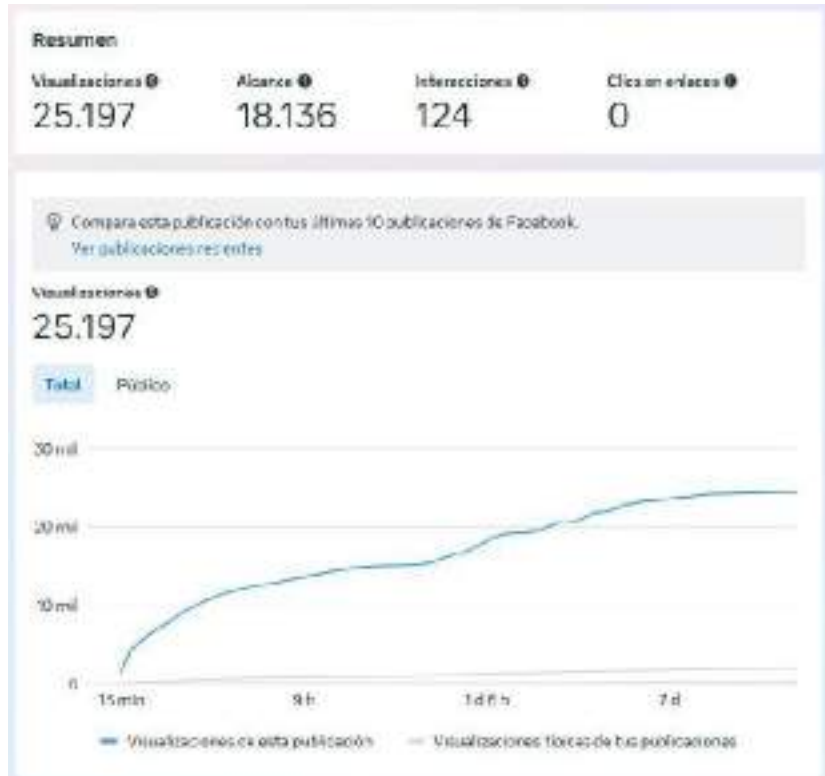 Resumen
Visualizaciones Alcance Interacciones Clics en enlaces
25.197 18.136 124 0
Compara esta publicación con tus últimas 10 publicaciones de Facebook.
Ver publicaciones recientes
Visualizaciones
25.197
Total Público
30 mil
20 mil
10 mil
0
15 min 9 h 1 d 6 h 7 d
Visualizaciones de esta publicación Visualizaciones típicas de tus publicaciones